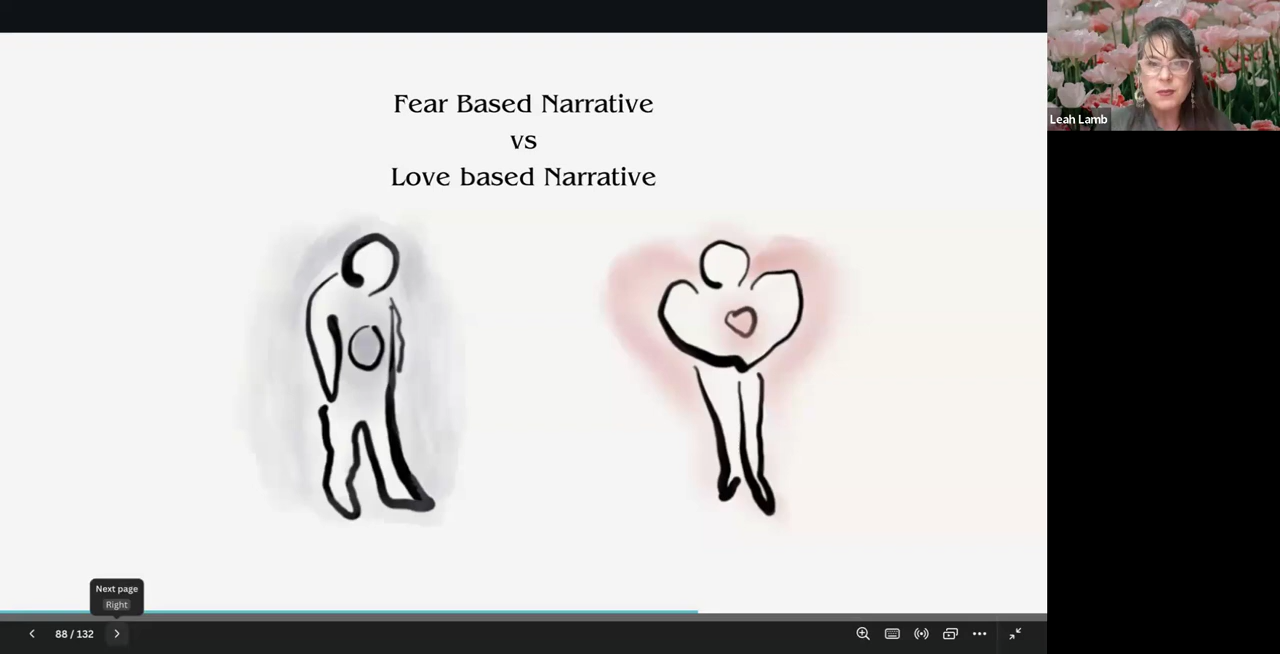 Fear Based Narrative
vs
Love based Narrative
Leah Lamb
Next page
Right
88 / 132